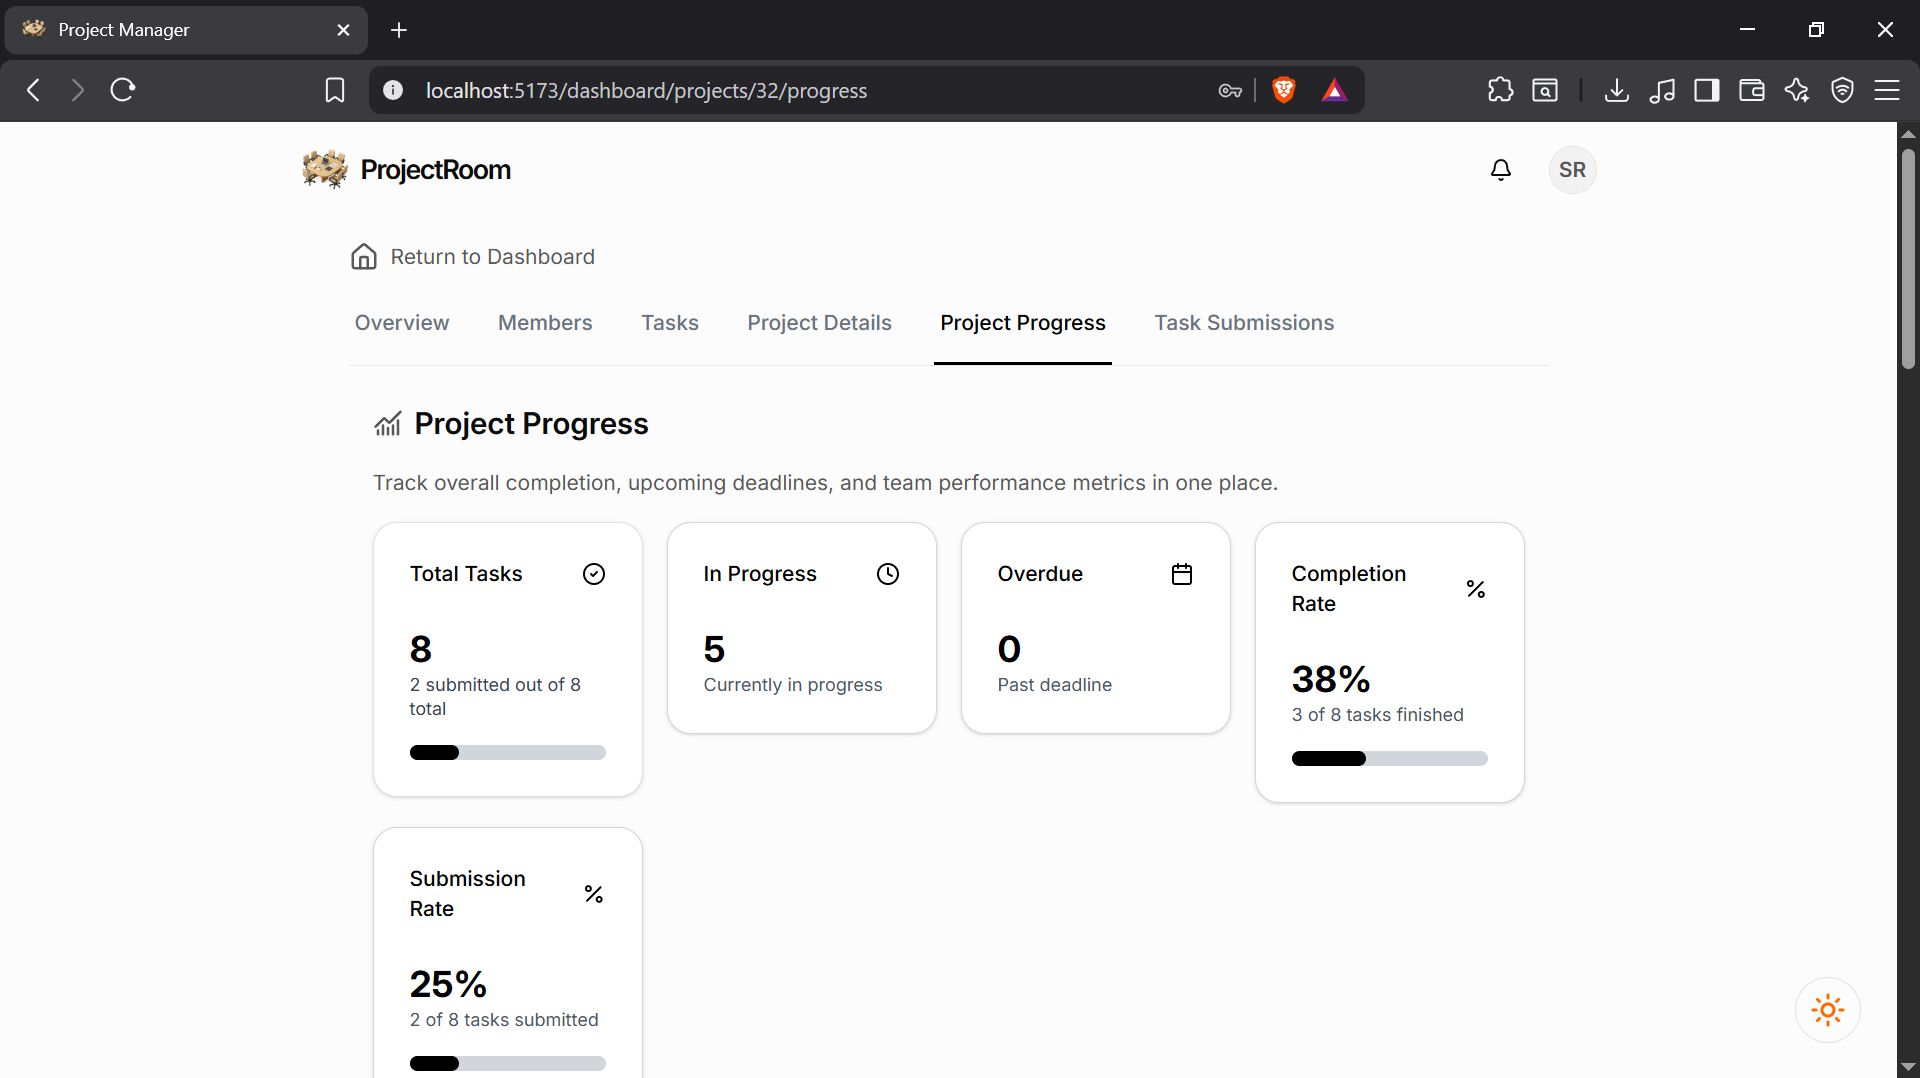 Project Manager
localhost:5173/dashboard/projects/32/progress
ProjectRoom
SR
Return to Dashboard
Overview
Members
Tasks
Project Details
Project Progress
Task Submissions
Project Progress
Track overall completion, upcoming deadlines, and team performance metrics in one place.
Total Tasks
8
2 submitted out of 8
total
In Progress
5
Currently in progress
Overdue
0
Past deadline
Completion
Rate
%
38%
3 of 8 tasks finished
Submission
Rate
%
25%
2 of 8 tasks submitted